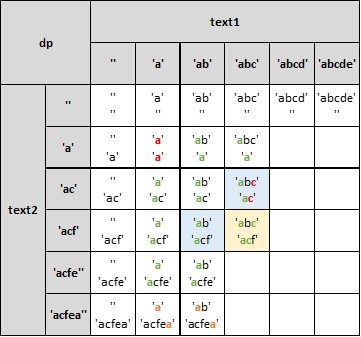 dp text1
'' 'a' 'ab' 'abc' 'abcd' 'abcde'
text2
'' '' 'a' 'ab' 'abc' 'abcd' 'abcde'
'' '' '' '' '' ''
'a' '' 'a' 'ab' 'abc'
'a' 'a' 'a' 'a'
'ac' '' 'a' 'ab' 'abc'
'ac' 'ac' 'ac' 'ac'
'acf' '' 'a' 'ab' 'abc'
'acf' 'acf' 'acf' 'acf'
'acfe'' '' 'a' 'ab'
'acfe' 'acfe' 'acfe'
'acfea'' '' 'a' 'ab'
'acfea' 'acfea' 'acfea'